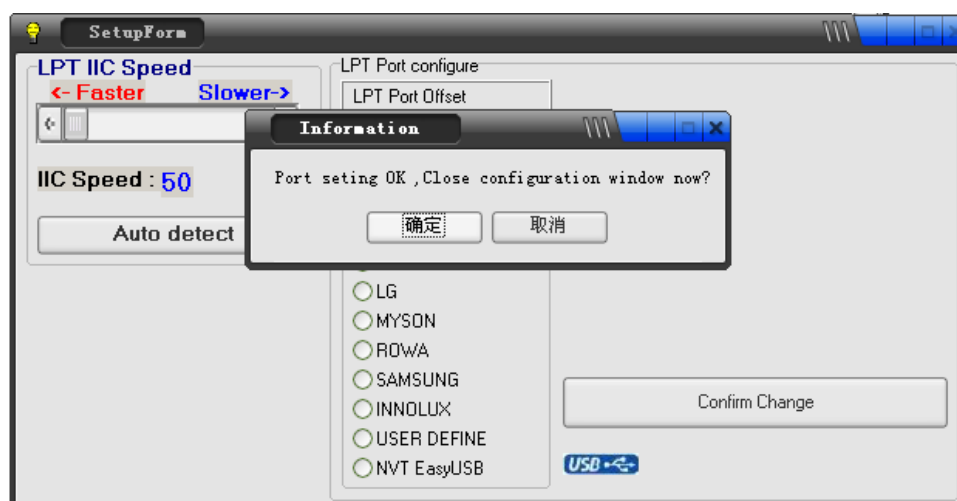 SetupForm
LPT IIC Speed
<- Faster Slower->
IIC Speed : 50
Auto detect
LPT Port configure
LPT Port Offset
Information
Port seting OK ,Close configuration window now?
确定 取消
LG
MYSON
ROWA
SAMSUNG
INNOLUX
USER DEFINE
NVT EasyUSB
Confirm Change
USB